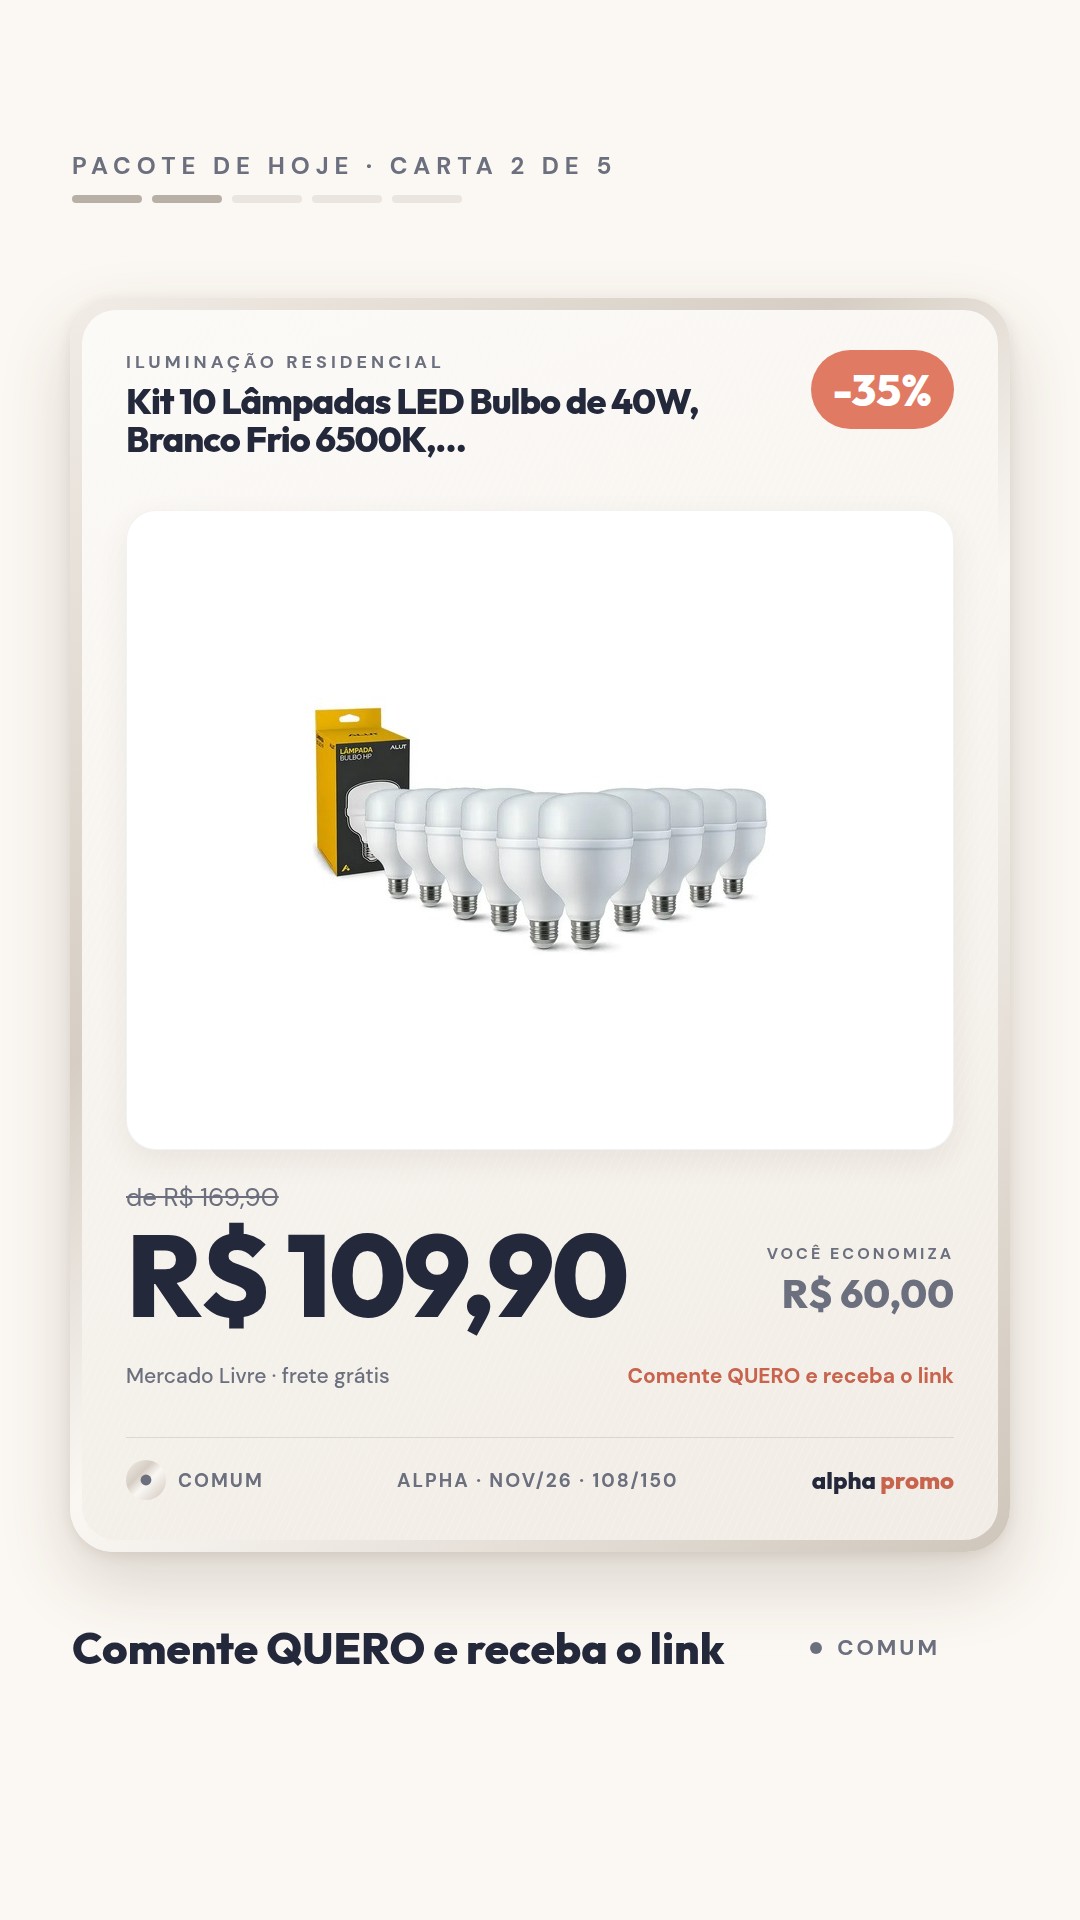 PACOTE DE HOJE · CARTA 2 DE 5
ILUMINAÇÃO RESIDENCIAL
Kit 10 Lâmpadas LED Bulbo de 40W,
Branco Frio 6500K,...
-35%
ALUT
LÂMPADA
BULBO HP
ALUT
de R$ 169,90
R$ 109,90
VOCÊ ECONOMIZA
R$ 60,00
Mercado Livre · frete grátis
Comente QUERO e receba o link
COMUM
ALPHA · NOV/26 · 108/150
alpha promo
Comente QUERO e receba o link
COMUM